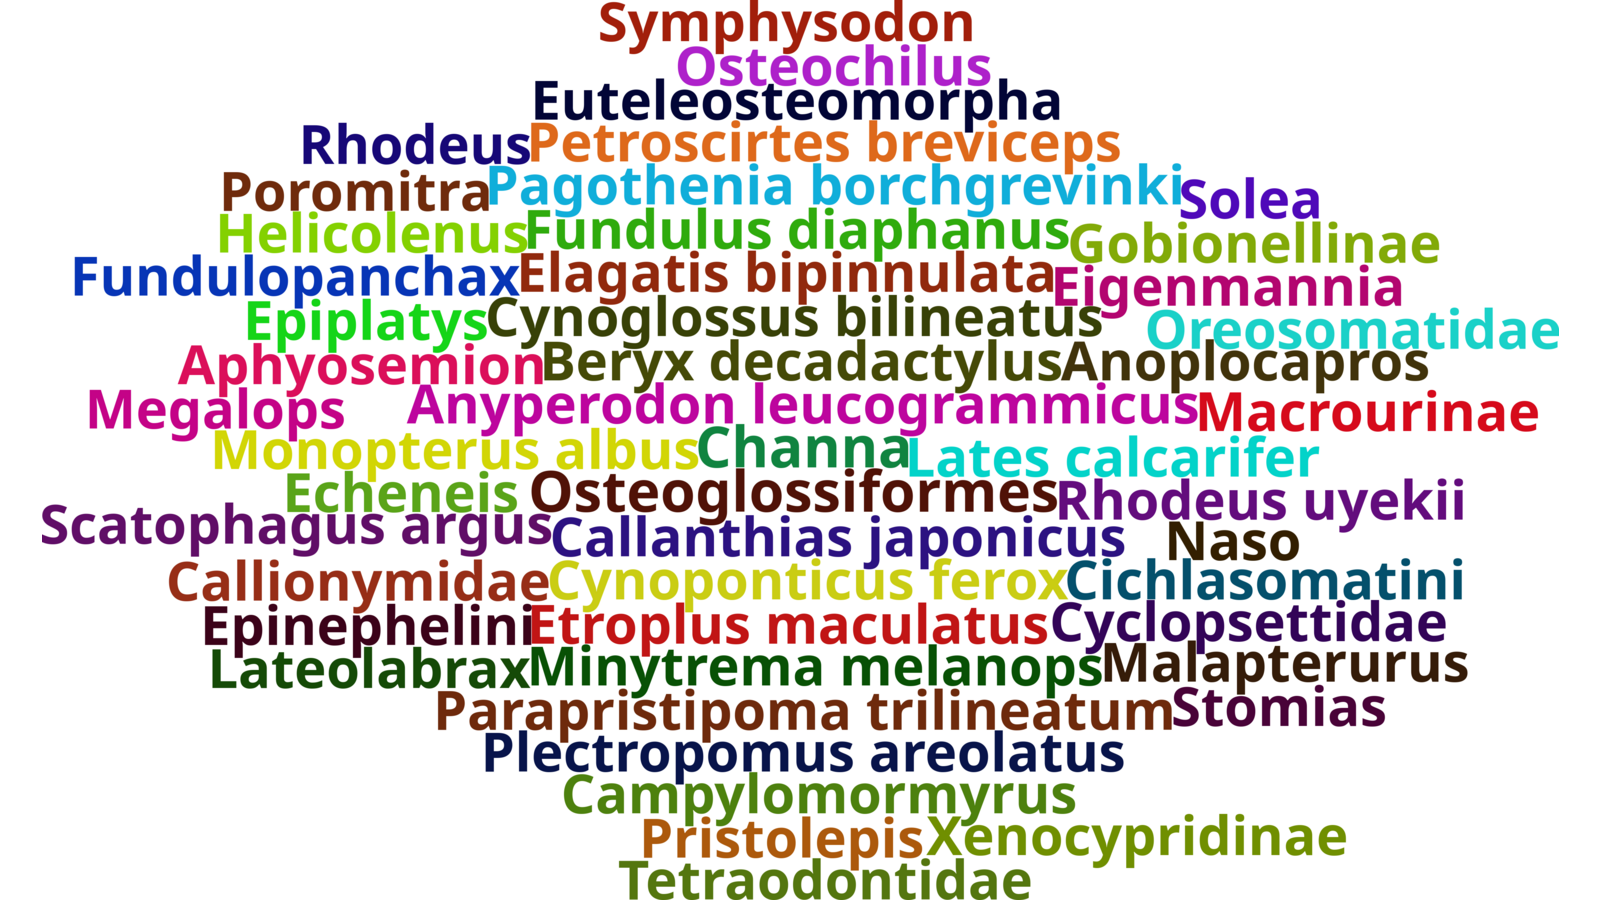 Symphysodon
Osteochilus
Euteleosteomorpha
Rhodeus Petroscirtes breviceps
Poromitra Pagothenia borchgrevinki Solea
Helicolenus Fundulus diaphanus Gobionellinae
Fundulopanchax Elagatis bipinnulata Eigenmannia
Epiplatys Cynoglossus bilineatus Oreosomatidae
Aphyosemion Beryx decadactylus Anoplocapros
Megalops Anyperodon leucogrammicus Macrourinae
Monopterus albus Channa Lates calcarifer
Echeneis Osteoglossiformes Rhodeus uyekii
Scatophagus argus Callanthias japonicus Naso
Callionymidae Cynoponticus ferox Cichlasomatini
Epinephelini Etroplus maculatus Cyclopsettidae
Lateolabrax Minytrema melanops Malapterurus
Parapristipoma trilineatum Stomias
Plectropomus areolatus
Campylomormyrus
Pristolepis Xenocypridinae
Tetraodontidae